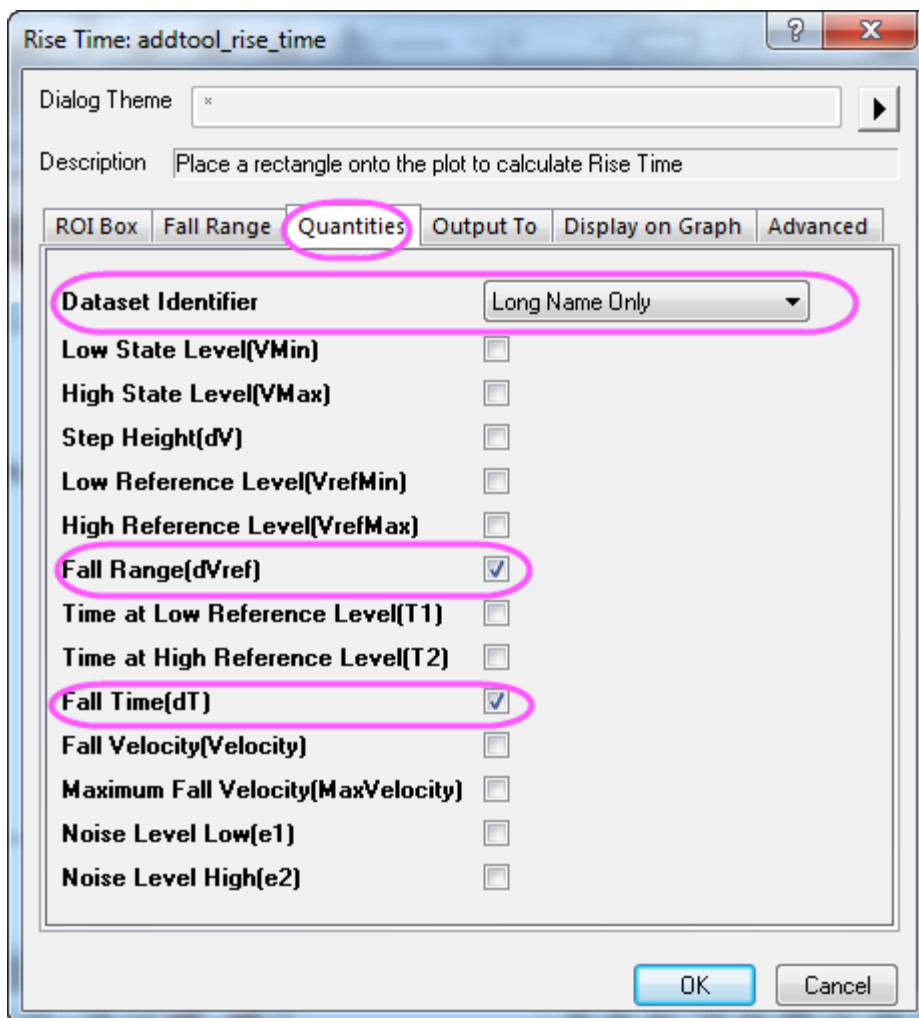 Rise Time: addtool_rise_time
Dialog Theme *
Description Place a rectangle onto the plot to calculate Rise Time
ROI Box Fall Range Quantities Output To Display on Graph Advanced
Dataset Identifier Long Name Only
Low State Level(VMin)
High State Level(VMax)
Step Height(dV)
Low Reference Level(VrefMin)
High Reference Level(VrefMax)
Fall Range(dVref)
Time at Low Reference Level(T1)
Time at High Reference Level(T2)
Fall Time(dT)
Fall Velocity(Velocity)
Maximum Fall Velocity(MaxVelocity)
Noise Level Low(e1)
Noise Level High(e2)
OK Cancel